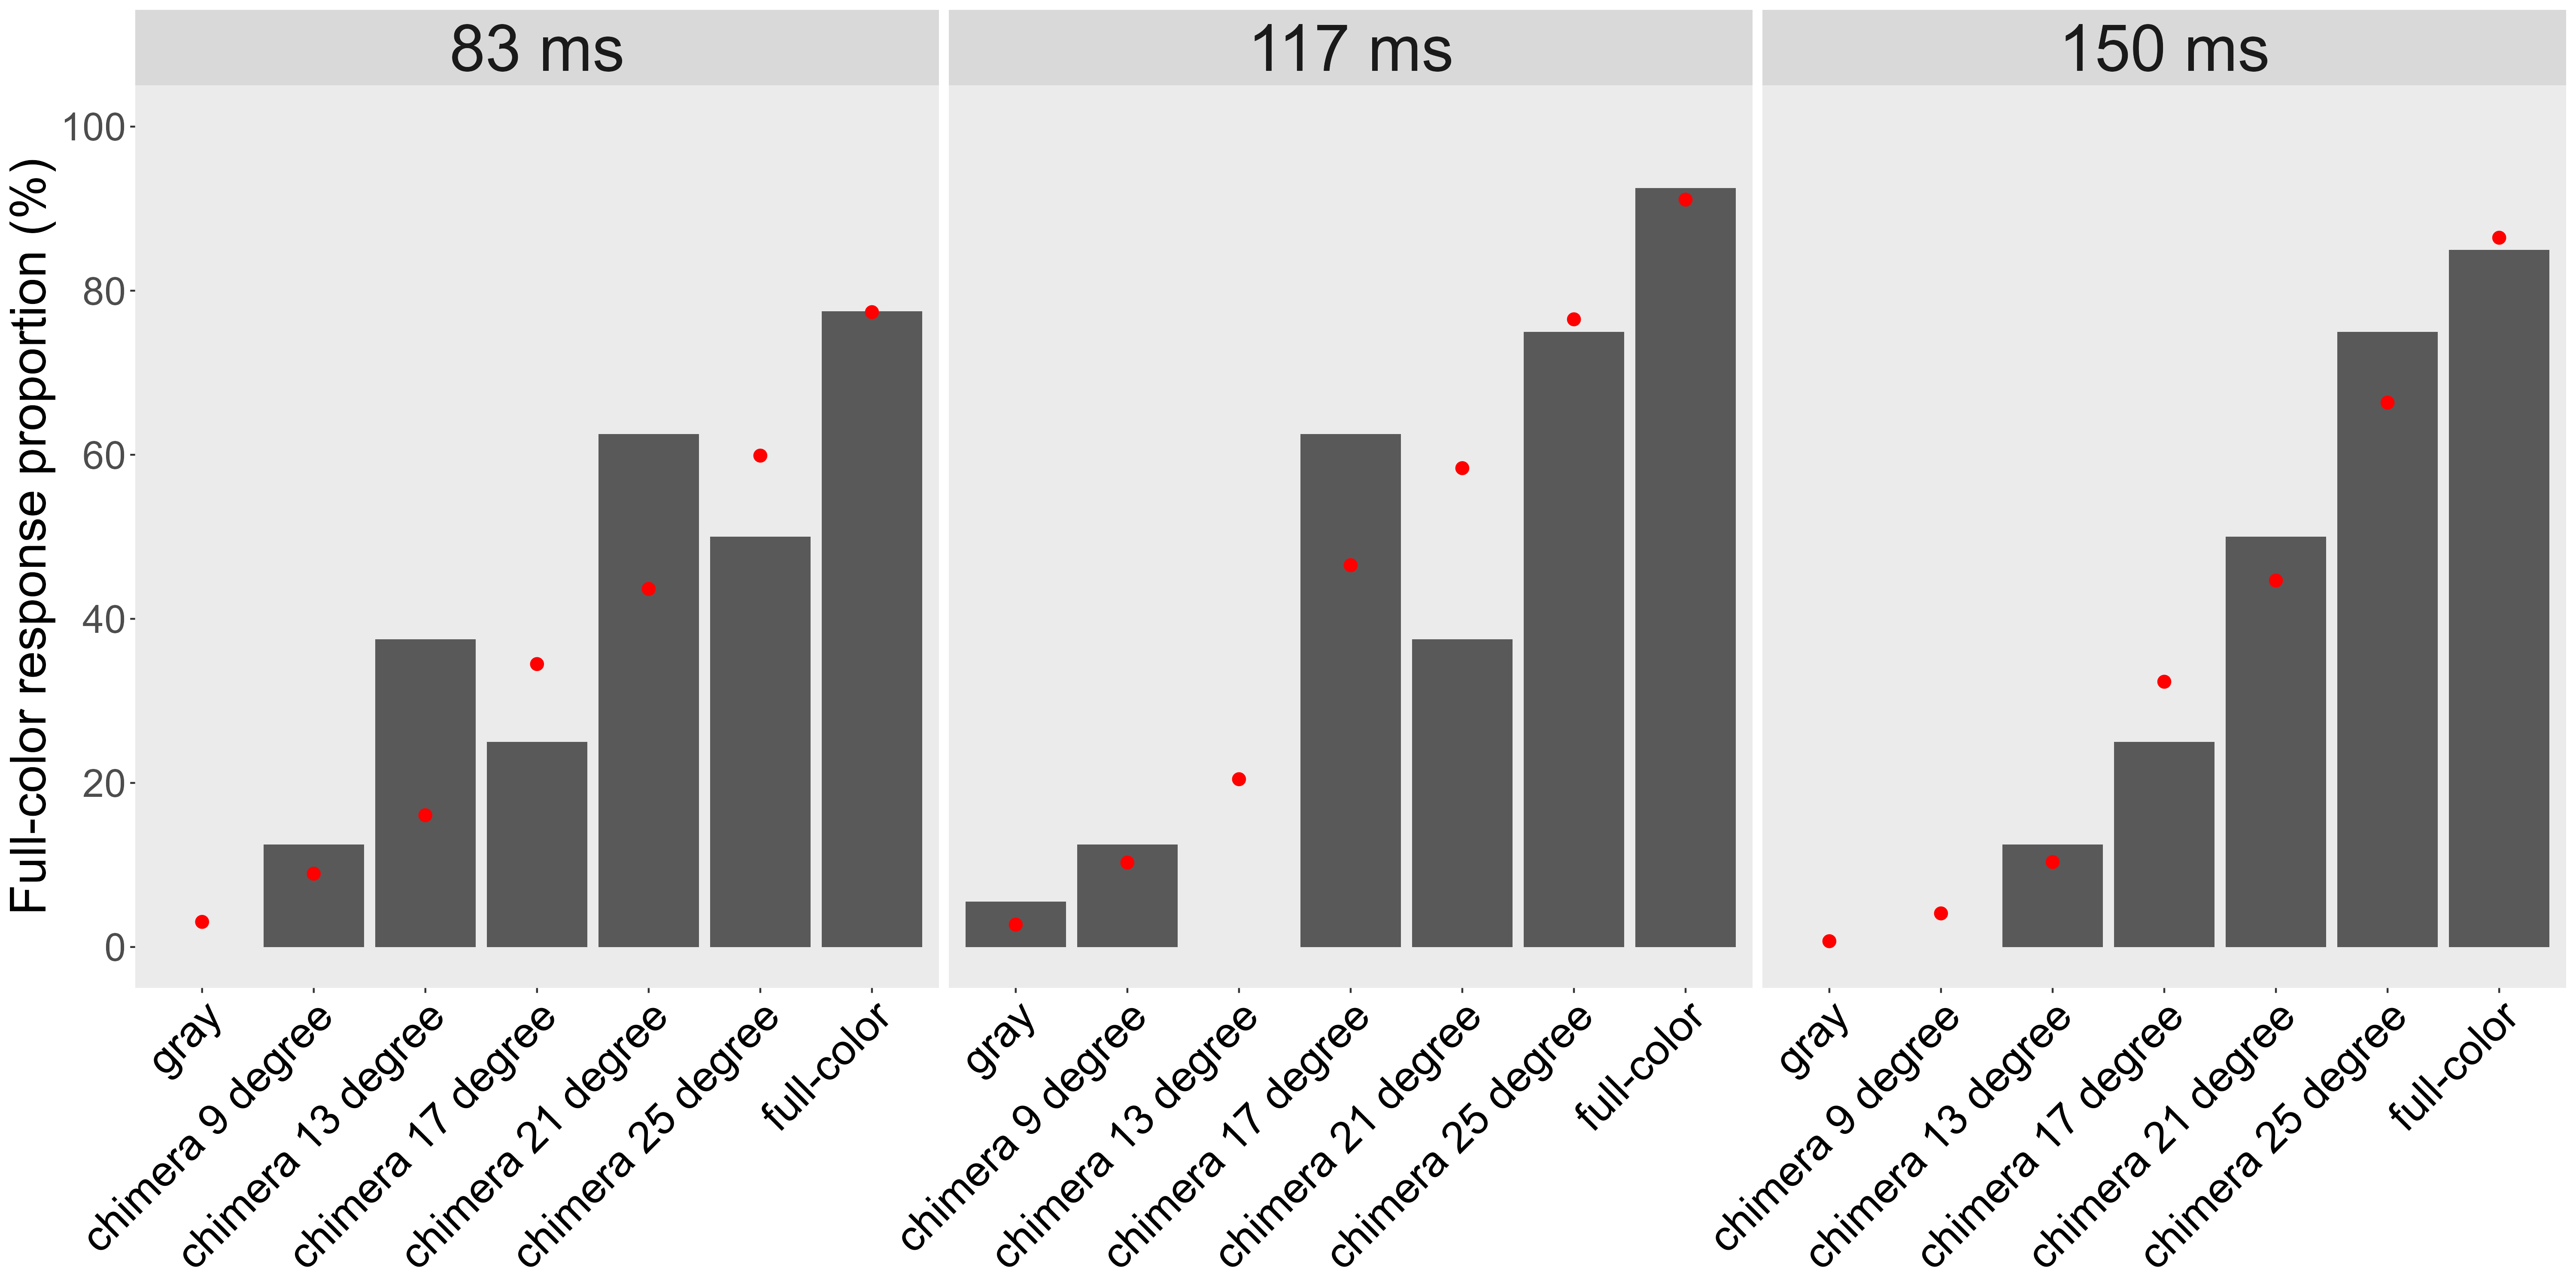 83 ms
117 ms
150 ms
Full-color response proportion (%)
100
80
60
40
20
0
gray
chimera 9 degree
chimera 13 degree
chimera 17 degree
chimera 21 degree
chimera 25 degree
full-color
gray
chimera 9 degree
chimera 13 degree
chimera 17 degree
chimera 21 degree
chimera 25 degree
full-color
gray
chimera 9 degree
chimera 13 degree
chimera 17 degree
chimera 21 degree
chimera 25 degree
full-color